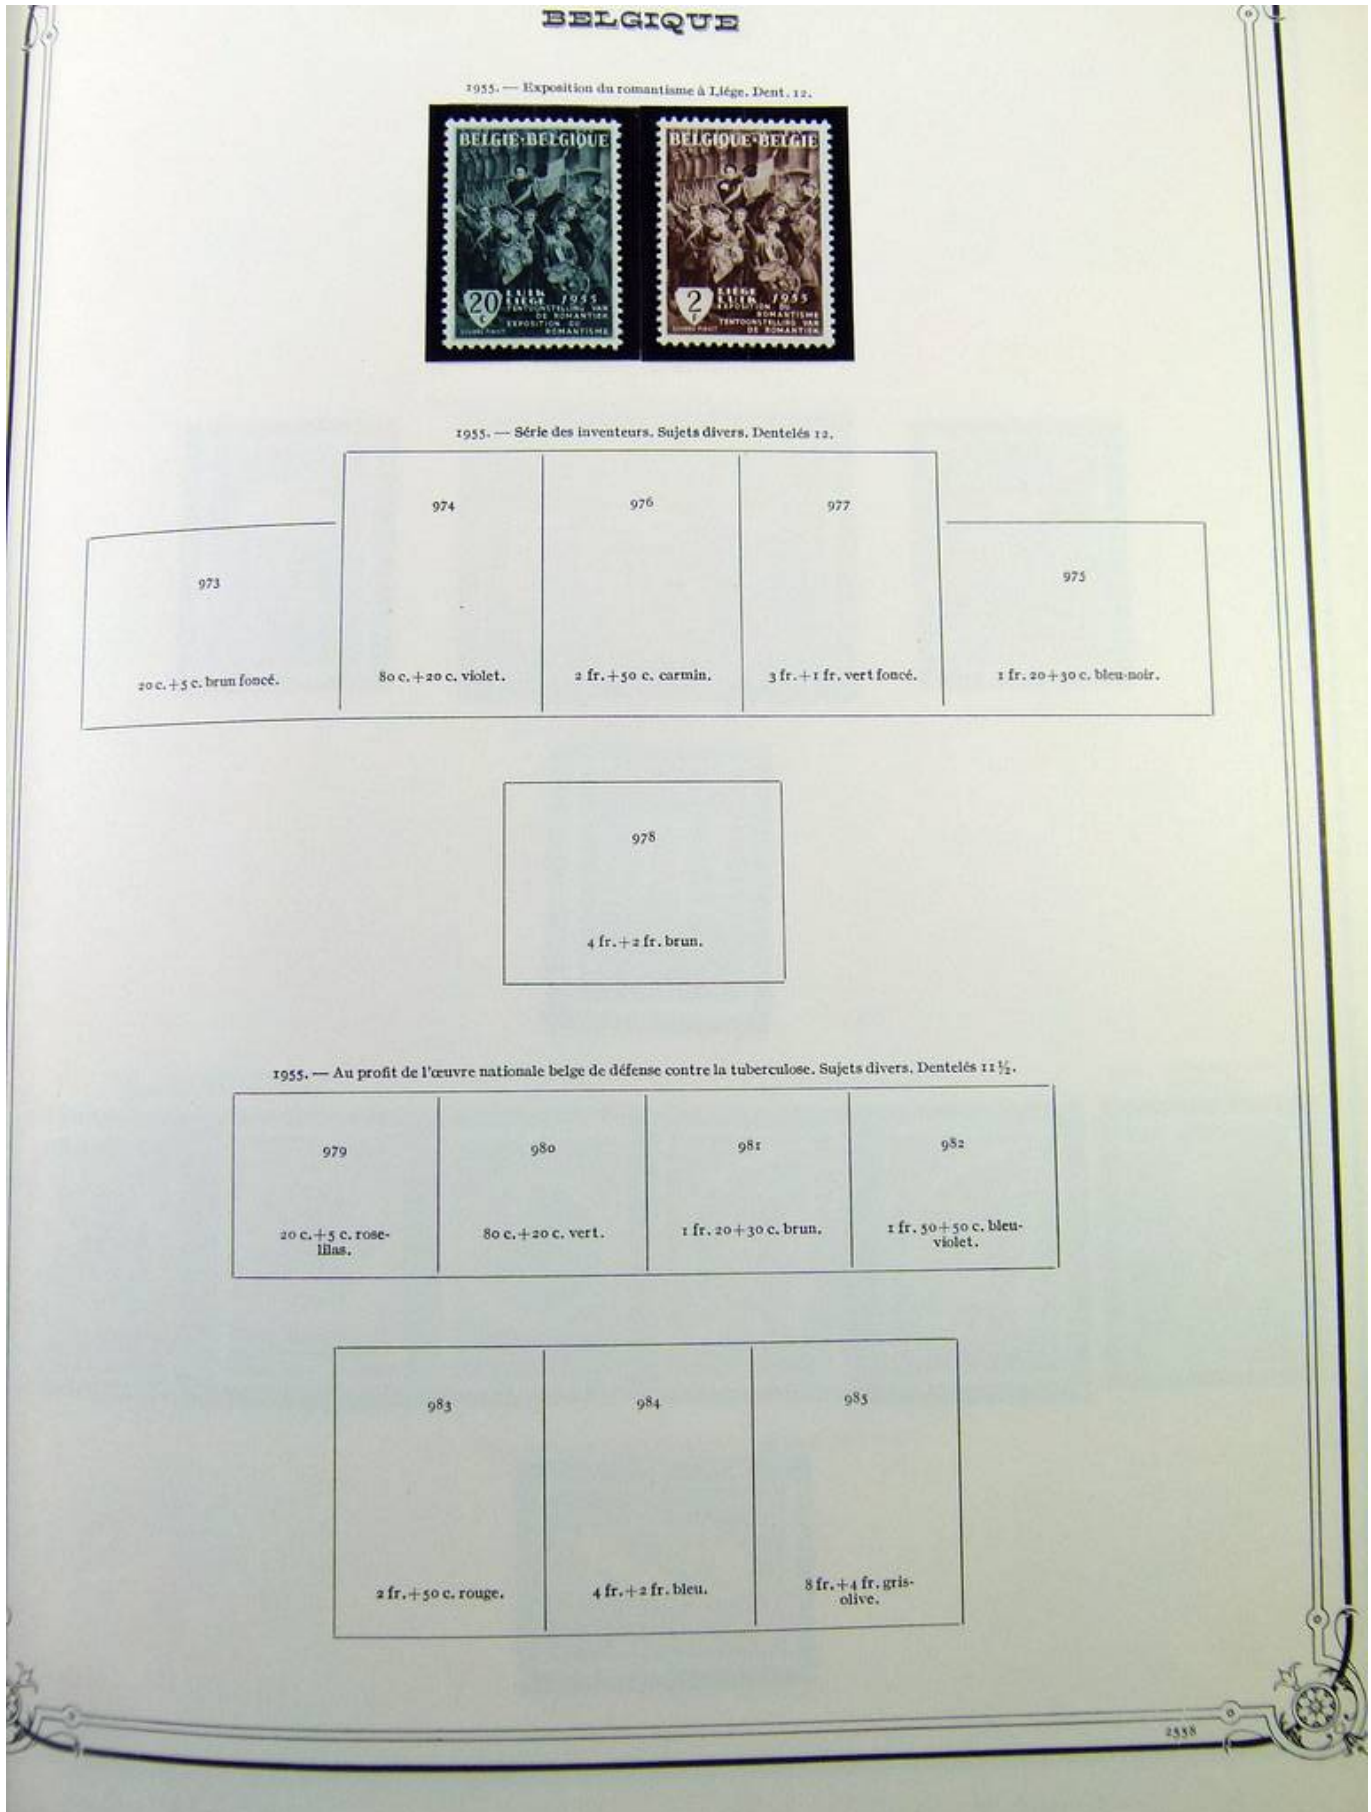 BELGIQUE
1955. — Exposition du romantisme à Liége. Dent. 12.
BELGIE·BELGIQUE
20
c
LUIK
LIÈGE 1955
TENTOONSTELLING VAN
DE ROMANTIEK
EXPOSITION DU
ROMANTISME
BELGIQUE·BELGIE
2
F
LIÈGE
LUIK 1955
EXPOSITION DU
ROMANTISME
TENTOONSTELLING VAN
DE ROMANTIEK
1955. — Série des inventeurs. Sujets divers. Dentelés 12.
973
20 c.+5 c. brun foncé.
974
80 c.+20 c. violet.
976
2 fr.+50 c. carmin.
977
3 fr.+1 fr. vert foncé.
975
1 fr. 20+30 c. bleu-noir.
978
4 fr.+2 fr. brun.
1955. — Au profit de l'œuvre nationale belge de défense contre la tuberculose. Sujets divers. Dentelés 11½.
979
20 c.+5 c. rose-
lilas.
980
80 c.+20 c. vert.
981
1 fr. 20+30 c. brun.
982
1 fr. 50+50 c. bleu-
violet.
983
2 fr.+50 c. rouge.
984
4 fr.+2 fr. bleu.
985
8 fr.+4 fr. gris-
olive.
2558